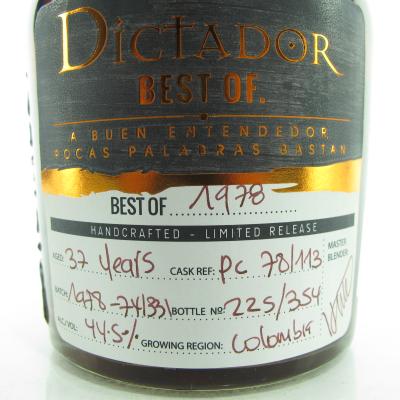 DICTADOR
BEST OF.
A BUEN ENTENDEDOR
POCAS PALABRAS BASTAN
BEST OF 1978
HANDCRAFTED - LIMITED RELEASE
AGED: 37 years CASK REF: PC 78/113 MASTER BLENDER:
BATCH: 1978-74/331 BOTTLE Nº: 225/354
ALC/VOL: 44.5% GROWING REGION: Colombia